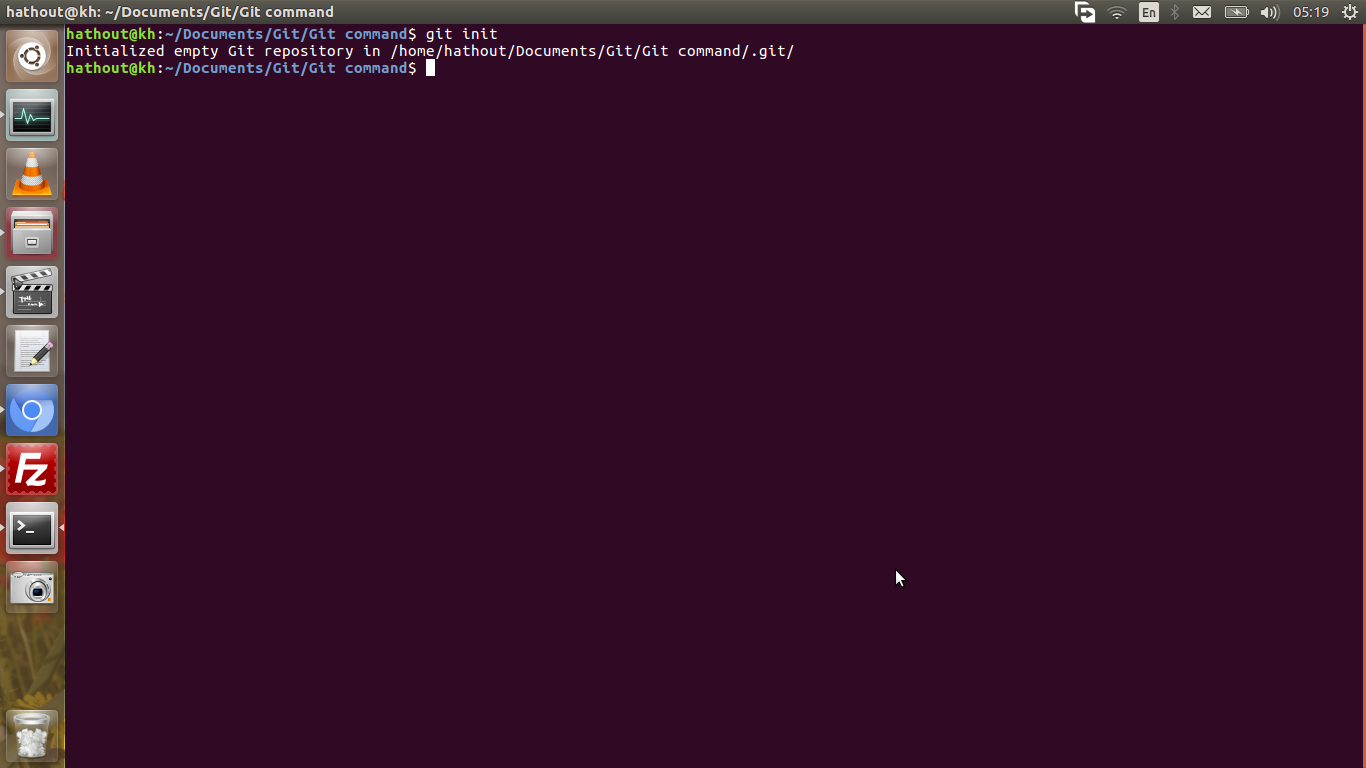 hathout@kh: ~/Documents/Git/Git command
En
05:19
hathout@kh:~/Documents/Git/Git command$ git init
Initialized empty Git repository in /home/hathout/Documents/Git/Git command/.git/
hathout@kh:~/Documents/Git/Git command$
Fz
>_